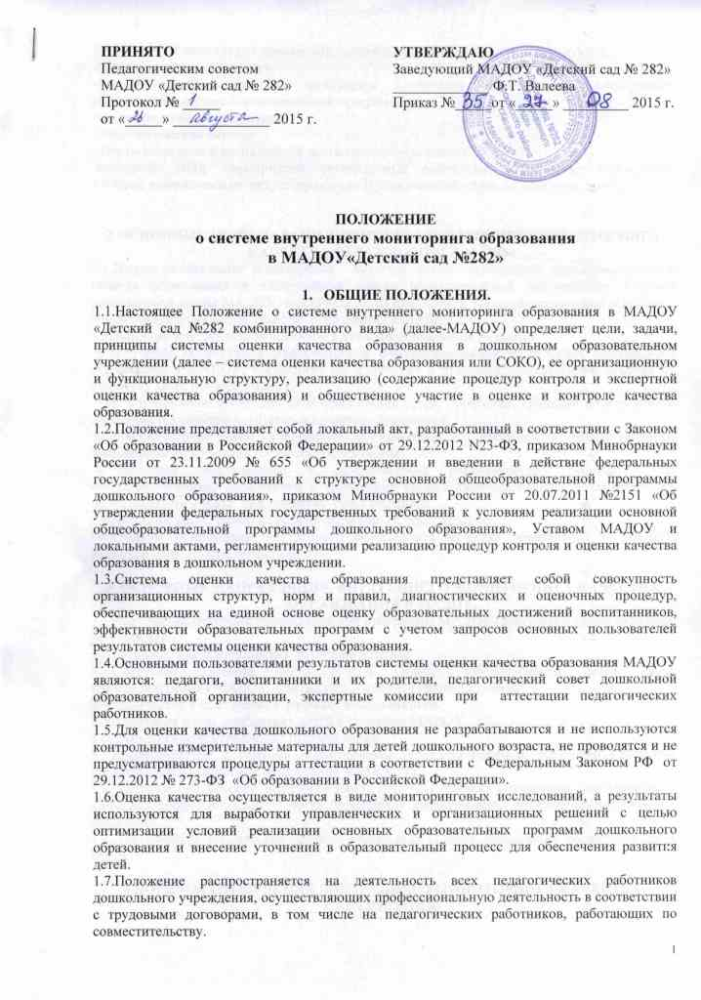 ПРИНЯТО
Педагогическим советом
МАДОУ «Детский сад № 282»
Протокол № 1
от «26» августа 2015 г.
УТВЕРЖДАЮ
Заведующий МАДОУ «Детский сад № 282»
Ф.Т. Валеева
Приказ № 35 от « 27 » 08 2015 г.
ПОЛОЖЕНИЕ
о системе внутреннего мониторинга образования
в МАДОУ«Детский сад №282»
1. ОБЩИЕ ПОЛОЖЕНИЯ.
1.1.Настоящее Положение о системе внутреннего мониторинга образования в МАДОУ
«Детский сад №282 комбинированного вида» (далее-МАДОУ) определяет цели, задачи,
принципы системы оценки качества образования в дошкольном образовательном
учреждении (далее – система оценки качества образования или СОКО), ее организационную
и функциональную структуру, реализацию (содержание процедур контроля и экспертной
оценки качества образования) и общественное участие в оценке и контроле качества
образования.
1.2.Положение представляет собой локальный акт, разработанный в соответствии с Законом
«Об образовании в Российской Федерации» от 29.12.2012 N23-ФЗ, приказом Минобрнауки
России от 23.11.2009 № 655 «Об утверждении и введении в действие федеральных
государственных требований к структуре основной общеобразовательной программы
дошкольного образования», приказом Минобрнауки России от 20.07.2011 №2151 «Об
утверждении федеральных государственных требований к условиям реализации основной
общеобразовательной программы дошкольного образования», Уставом МАДОУ и
локальными актами, регламентирующими реализацию процедур контроля и оценки качества
образования в дошкольном учреждении.
1.3.Система оценки качества образования представляет собой совокупность
организационных структур, норм и правил, диагностических и оценочных процедур,
обеспечивающих на единой основе оценку образовательных достижений воспитанников,
эффективности образовательных программ с учетом запросов основных пользователей
результатов системы оценки качества образования.
1.4.Основными пользователями результатов системы оценки качества образования МАДОУ
являются: педагоги, воспитанники и их родители, педагогический совет дошкольной
образовательной организации, экспертные комиссии при аттестации педагогических
работников.
1.5.Для оценки качества дошкольного образования не разрабатываются и не используются
контрольные измерительные материалы для детей дошкольного возраста, не проводятся и не
предусматриваются процедуры аттестации в соответствии с Федеральным Законом РФ от
29.12.2012 № 273-ФЗ «Об образовании в Российской Федерации».
1.6.Оценка качества осуществляется в виде мониторинговых исследований, а результаты
используются для выработки управленческих и организационных решений с целью
оптимизации условий реализации основных образовательных программ дошкольного
образования и внесение уточнений в образовательный процесс для обеспечения развития
детей.
1.7.Положение распространяется на деятельность всех педагогических работников
дошкольного учреждения, осуществляющих профессиональную деятельность в соответствии
с трудовыми договорами, в том числе на педагогических работников, работающих по
совместительству.
1